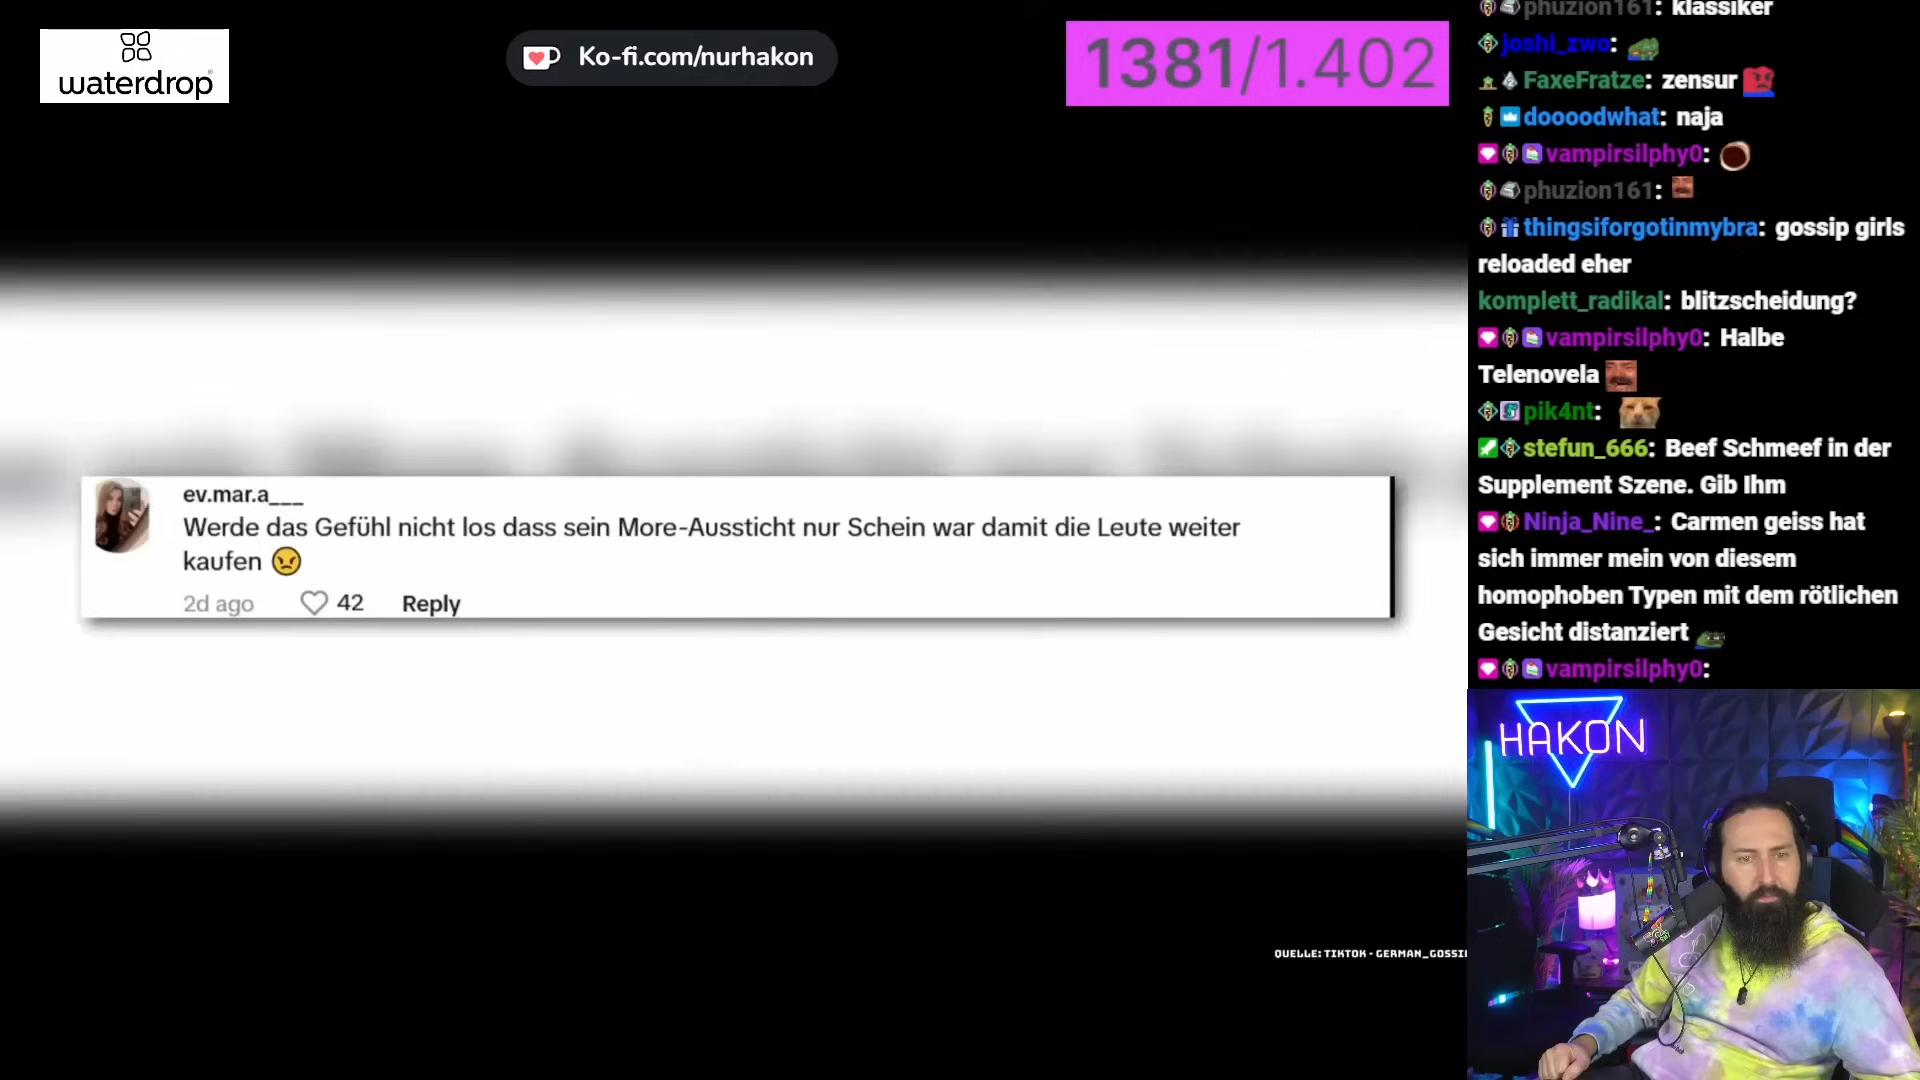 waterdrop
Ko-fi.com/nurhakon
1381/1.402
ev.mar.a___
Werde das Gefühl nicht los dass sein More-Aussticht nur Schein war damit die Leute weiter
kaufen 😠
2d ago 42 Reply
QUELLE: TIKTOK - GERMAN_GOSSI
phuzion161: klassiker
joshi_zwo:
FaxeFratze: zensur
doooodwhat: naja
vampirsilphy0:
phuzion161:
thingsiforgotinmybra: gossip girls
reloaded eher
komplett_radikal: blitzscheidung?
vampirsilphy0: Halbe
Telenovela
pik4nt:
stefun_666: Beef Schmeef in der
Supplement Szene. Gib Ihm
Ninja_Nine_: Carmen geiss hat
sich immer mein von diesem
homophoben Typen mit dem rötlichen
Gesicht distanziert
vampirsilphy0:
HAKON